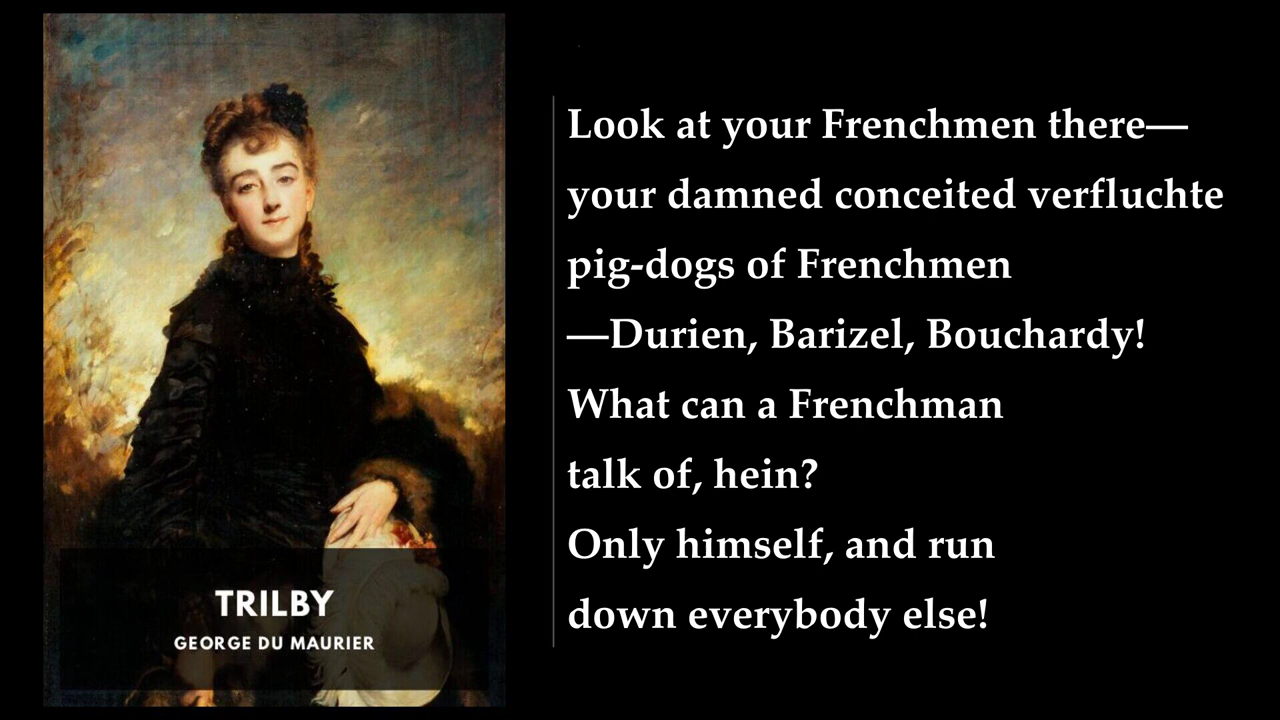 TRILBY
GEORGE DU MAURIER
Look at your Frenchmen there—
your damned conceited verfluchte
pig-dogs of Frenchmen
—Durien, Barizel, Bouchardy!
What can a Frenchman
talk of, hein?
Only himself, and run
down everybody else!